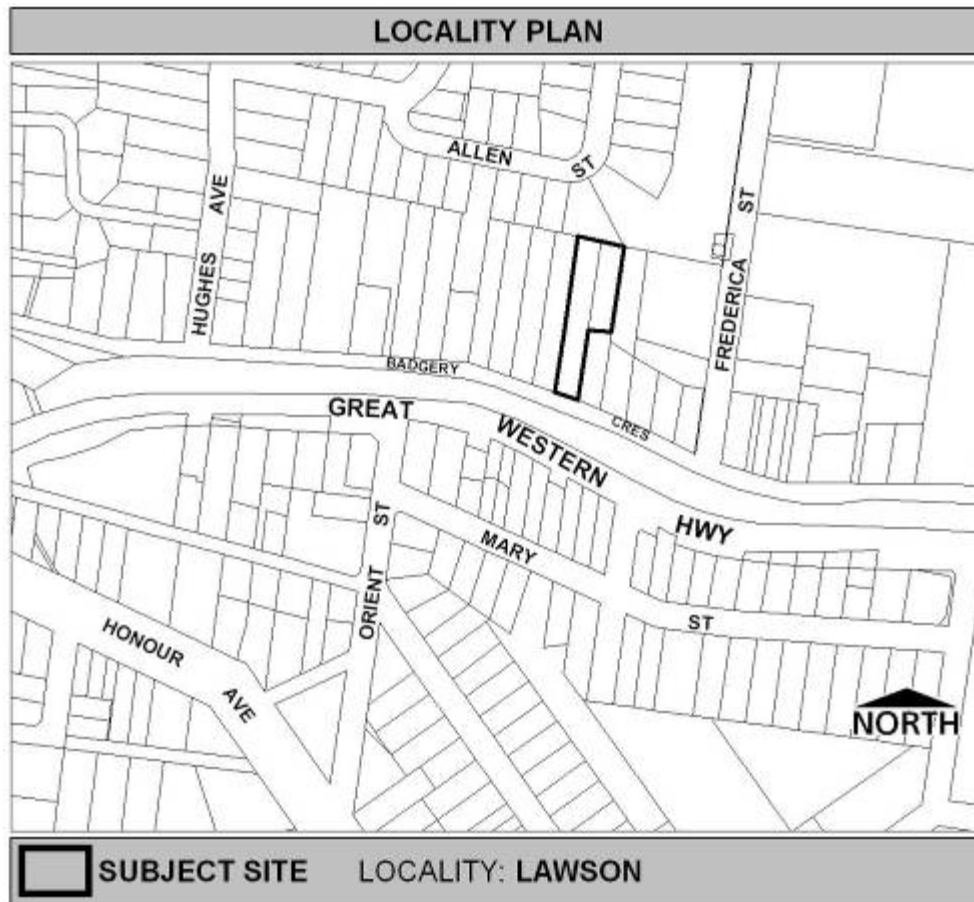 LOCALITY PLAN
ALLEN
ST
HUGHES AVE
FREDERICA ST
BADGERY
CRES
GREAT
WESTERN
HWY
MARY
ST
ORIENT ST
HONOUR
AVE
NORTH
SUBJECT SITE LOCALITY: LAWSON